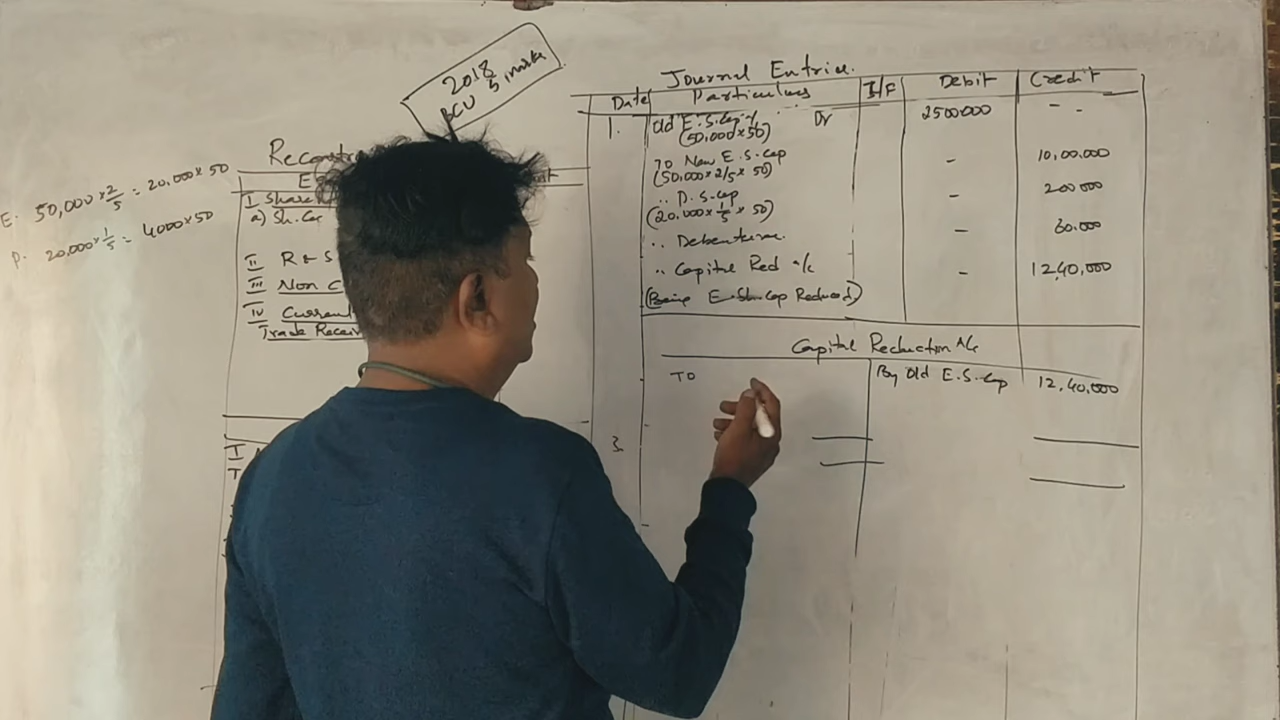 2018
BCU 5 marks
E. 50,000 × 2/5 = 20,000 × 50
P. 20,000 × 1/5 = 4000 × 50
I Share
a) Sh. Cap
II R & S
III Non C
IV Current
Trade Receiv
I
T
Journal Entries.
Date Particulars L/F Debit Credit
1. Old E.S.Cap Dr 2500000 - -
(50,000 × 50)
To New E.S.Cap - 10,00,000
(50,000 × 2/5 × 50)
.. P.S.Cap - 200000
(20,000 × 1/5 × 50)
.. Debenture - 60,000
.. Capital Red a/c - 12,40,000
(Being E. Sh. Cap Reduced)
Capital Reduction A/c
TO By Old E.S.Cap 12,40,000
3.